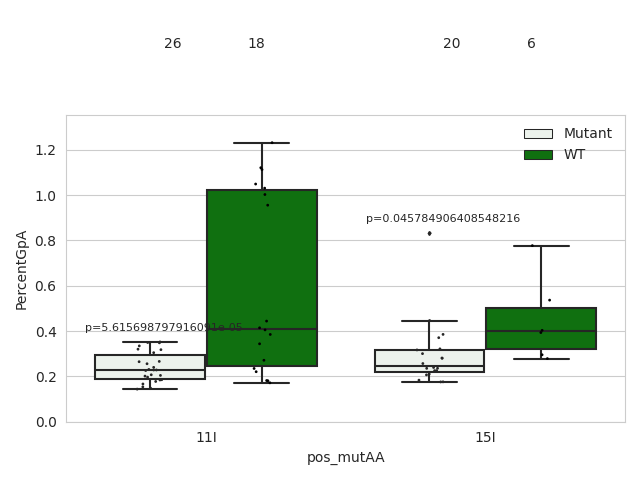 26 18 20 6
Mutant
WT
1.2
1.0
0.8
0.6
0.4
0.2
0.0
PercentGpA
p=5.615698797916091e-05
p=0.045784906408548216
11I 15I
pos_mutAA